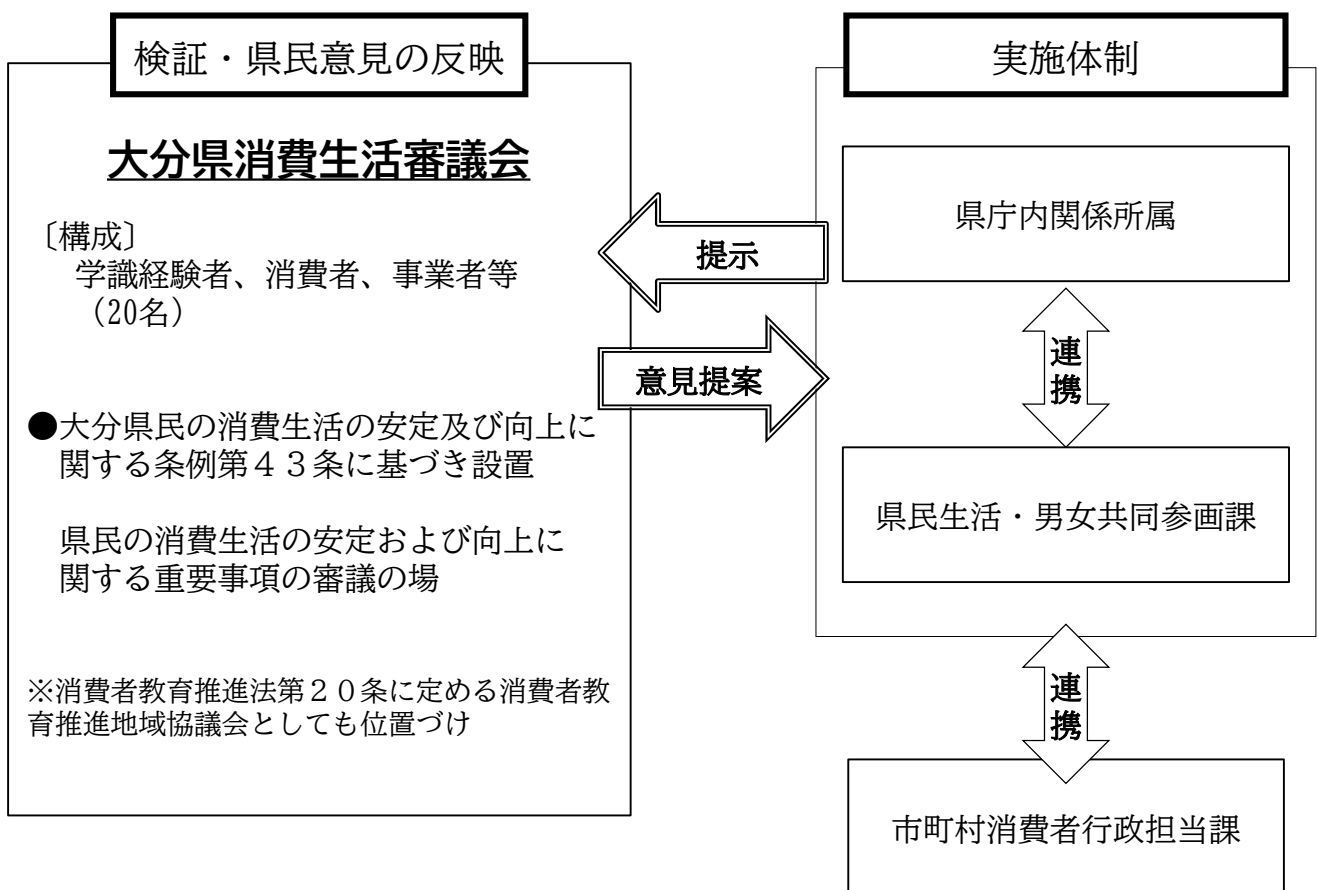 検証・県民意見の反映
大分県消費生活審議会
〔構成〕
学識経験者、消費者、事業者等
（20名）
●大分県民の消費生活の安定及び向上に
関する条例第４３条に基づき設置
県民の消費生活の安定および向上に
関する重要事項の審議の場
※消費者教育推進法第２０条に定める消費者教
育推進地域協議会としても位置づけ
提示
意見提案
実施体制
県庁内関係所属
連
携
県民生活・男女共同参画課
連
携
市町村消費者行政担当課